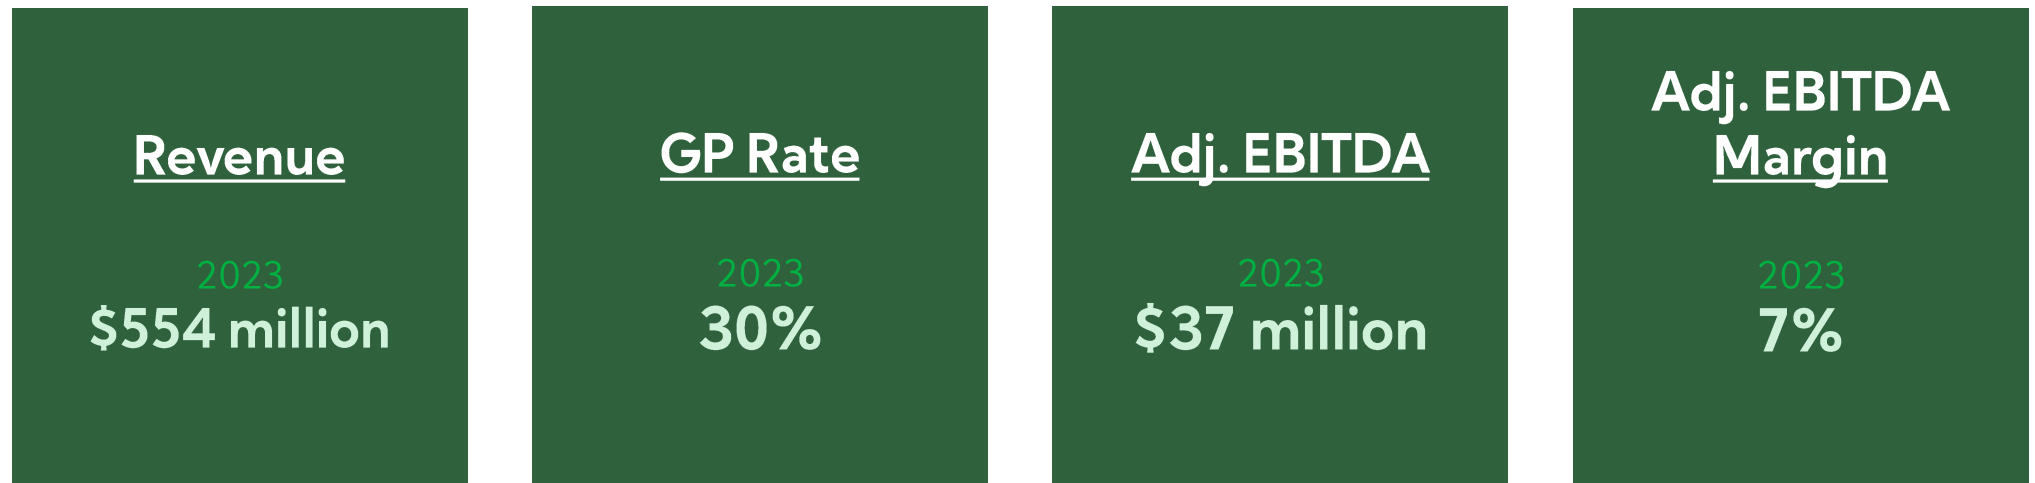 Revenue
2023
$554 million
GP Rate
2023
30%
Adj. EBITDA
2023
$37 million
Adj. EBITDA
Margin
2023
7%